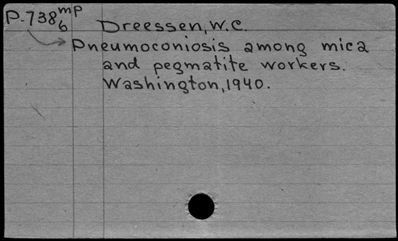 P-738 mp 6 Dreessen, W.C.
Pneumoconiosis among mica
and pegmatite workers.
Washington, 1940.